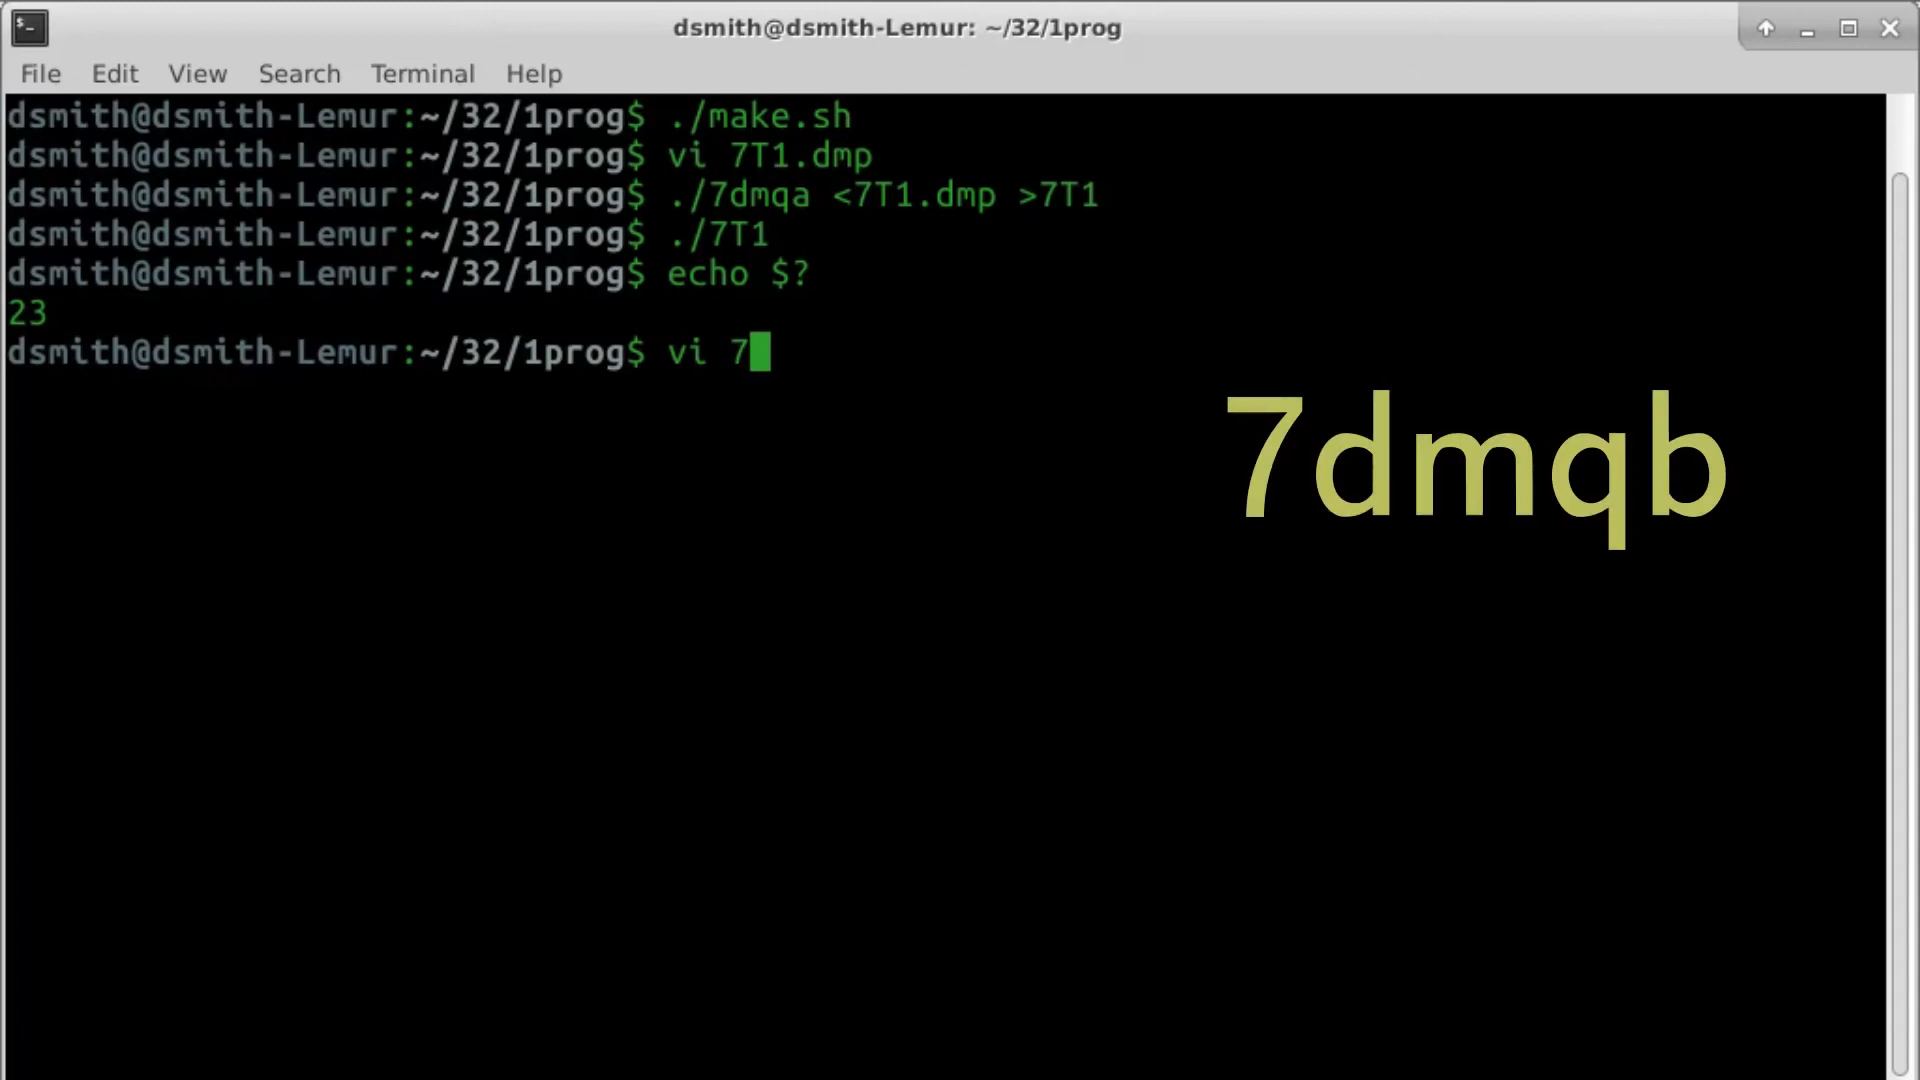 dsmith@dsmith-Lemur: ~/32/1prog
File Edit View Search Terminal Help
dsmith@dsmith-Lemur:~/32/1prog$ ./make.sh
dsmith@dsmith-Lemur:~/32/1prog$ vi 7T1.dmp
dsmith@dsmith-Lemur:~/32/1prog$ ./7dmqa <7T1.dmp >7T1
dsmith@dsmith-Lemur:~/32/1prog$ ./7T1
dsmith@dsmith-Lemur:~/32/1prog$ echo $?
23
dsmith@dsmith-Lemur:~/32/1prog$ vi 7
7dmqb